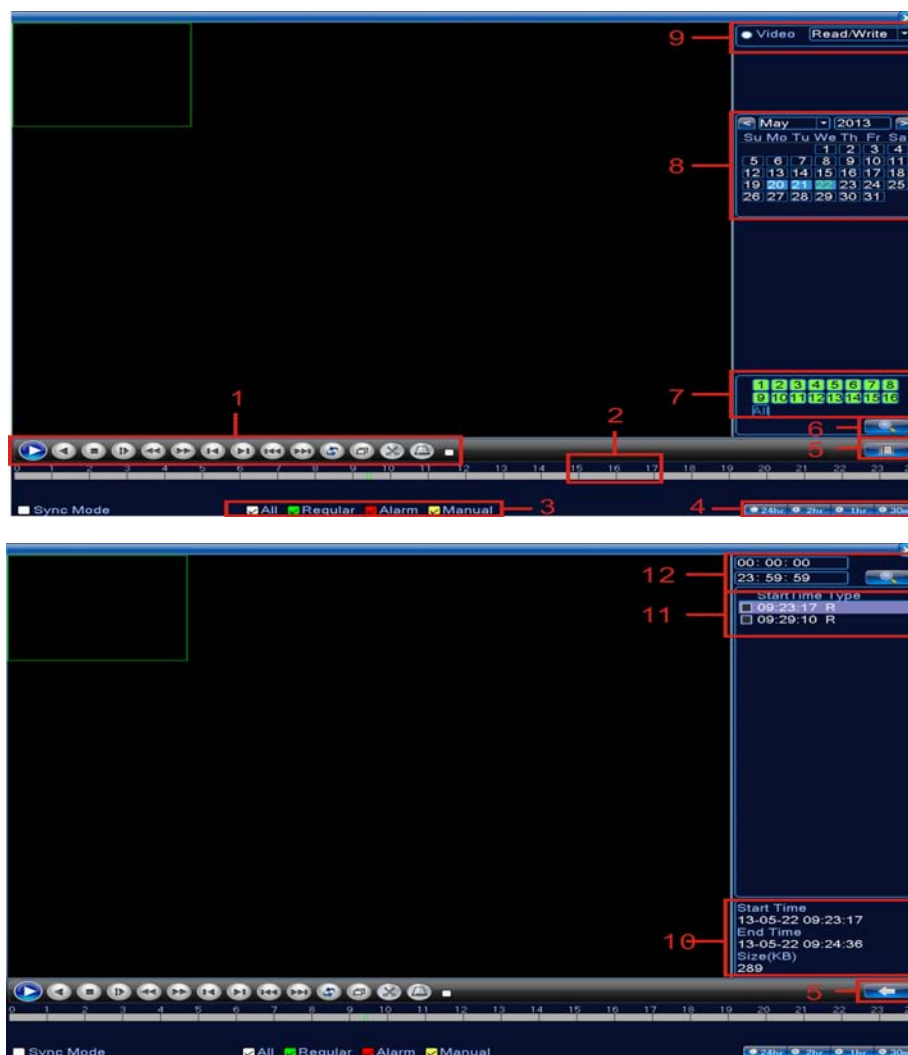 9
Video Read/Write
May 2013
Su Mo Tu We Th Fr Sa
1 2 3 4
5 6 7 8 9 10 11
12 13 14 15 16 17 18
19 20 21 22 23 24 25
26 27 28 29 30 31
8
1 2 3 4 5 6 7 8
9 10 11 12 13 14 15 16
All
7
6
5
1
2
0 1 2 3 4 5 6 7 8 9 10 11 12 13 14 15 16 17 18 19 20 21 22 23
Sync Mode All Regular Alarm Manual 3 4 24hr 2hr 1hr 30m
12
00: 00: 00
23: 59: 59
StartTime Type
11
09:23:17 R
09:29:10 R
Start Time
13-05-22 09:23:17
End Time
10
13-05-22 09:24:36
Size(KB)
289
5
0 1 2 3 4 5 6 7 8 9 10 11 12 13 14 15 16 17 18 19 20 21 22 23
Sync Mode All Regular Alarm Manual 24hr 2hr 1hr 30m